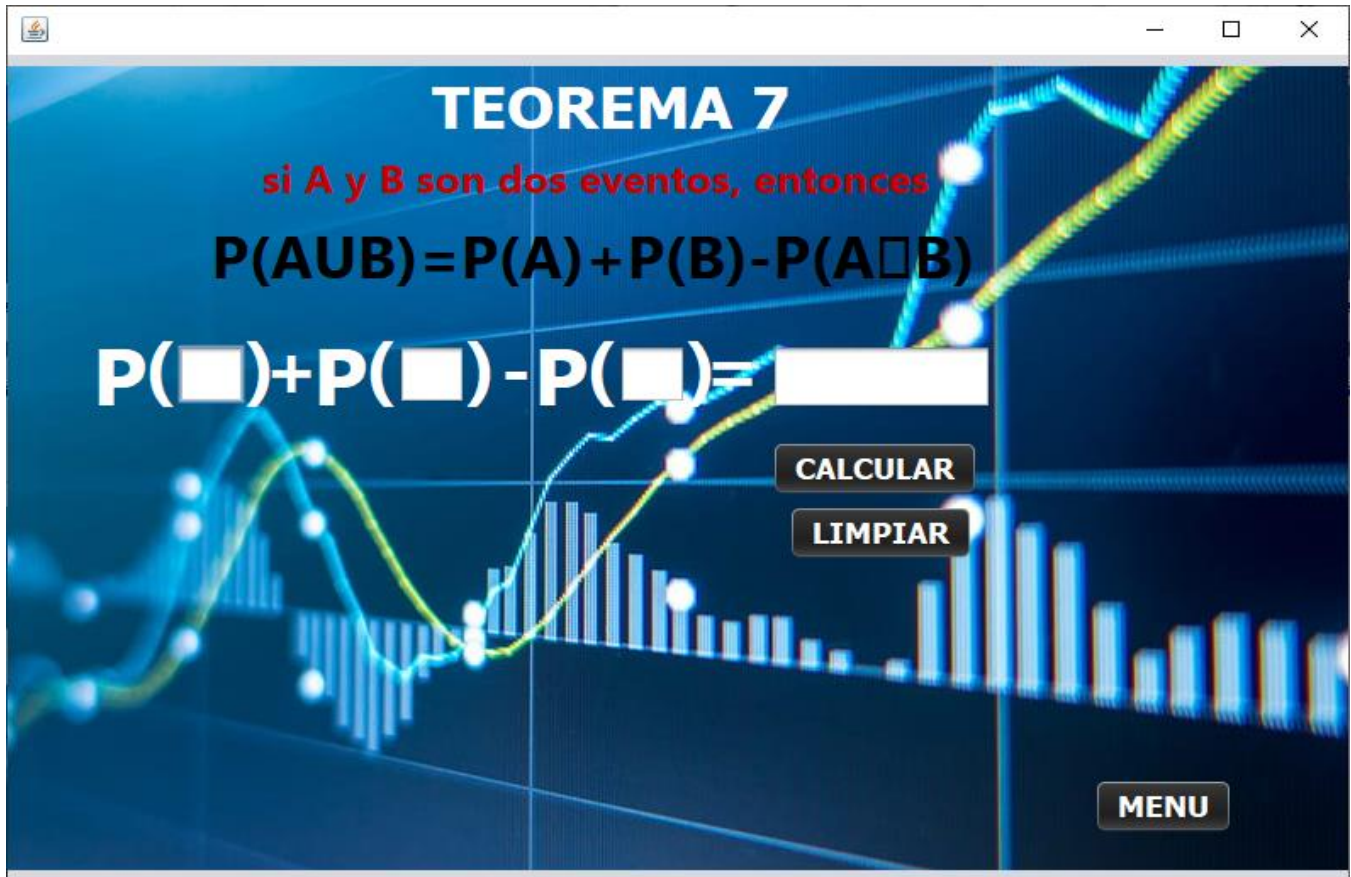 TEOREMA 7
si A y B son dos eventos, entonces
P(AUB)=P(A)+P(B)-P(A▯B)
P( )+P( )-P( )=
CALCULAR
LIMPIAR
MENU